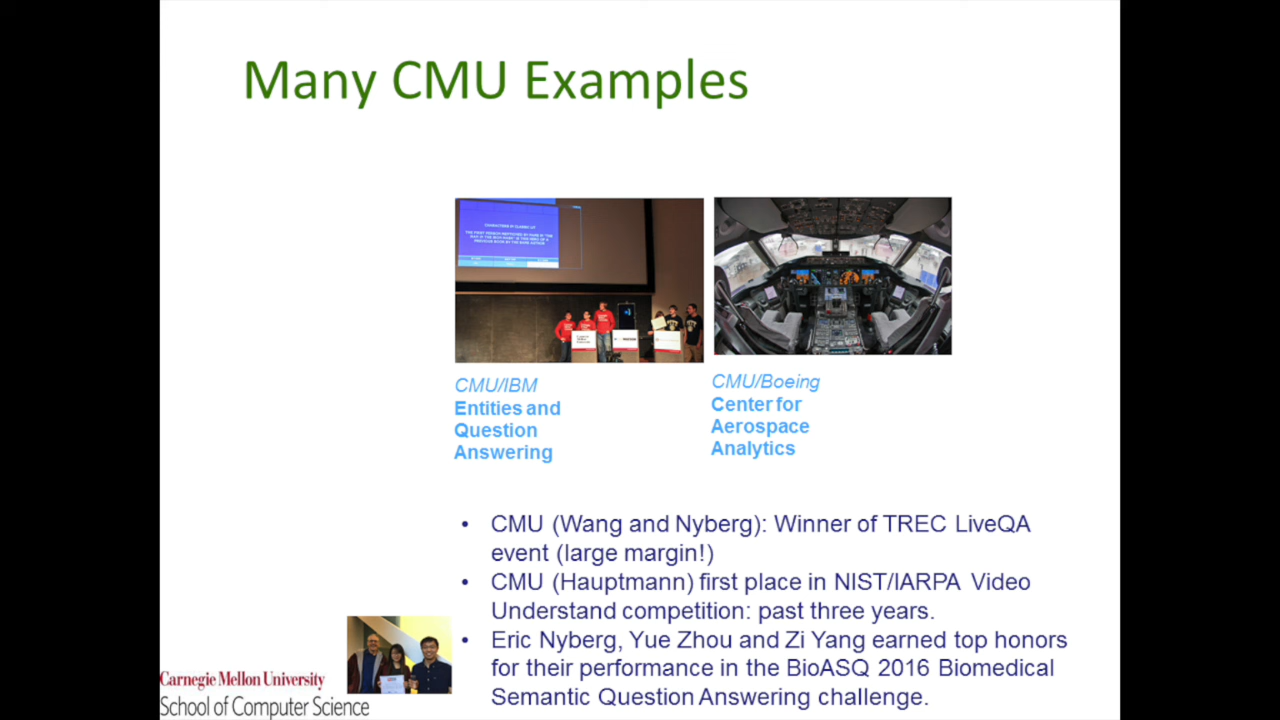 Many CMU Examples
CMU/IBM
Entities and
Question
Answering
CMU/Boeing
Center for
Aerospace
Analytics
• CMU (Wang and Nyberg): Winner of TREC LiveQA
event (large margin!)
• CMU (Hauptmann) first place in NIST/IARPA Video
Understand competition: past three years.
• Eric Nyberg, Yue Zhou and Zi Yang earned top honors
for their performance in the BioASQ 2016 Biomedical
Semantic Question Answering challenge.
Carnegie Mellon University
School of Computer Science